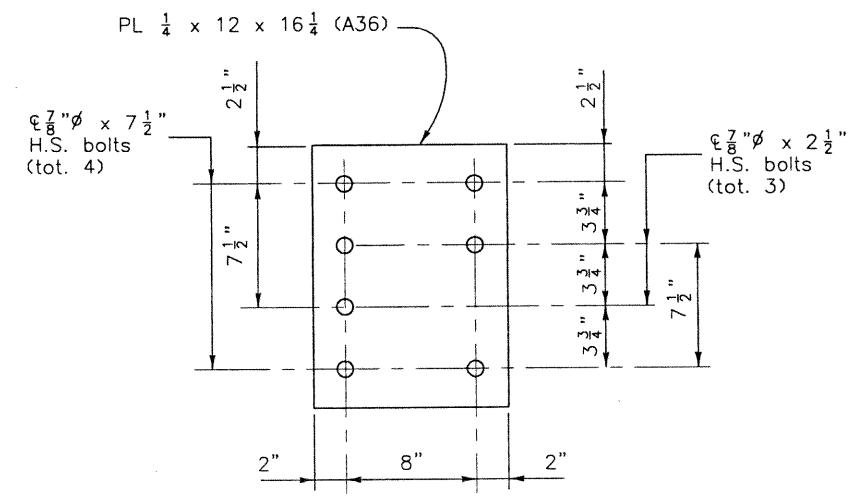 PL 1/4 x 12 x 16 1/4 (A36)
2 1/2"
2 1/2"
℄ 7/8"ø x 7 1/2"
H.S. bolts
(tot. 4)
℄ 7/8"ø x 2 1/2"
H.S. bolts
(tot. 3)
7 1/2"
3 3/4"
3 3/4"
3 3/4"
7 1/2"
2"
8"
2"